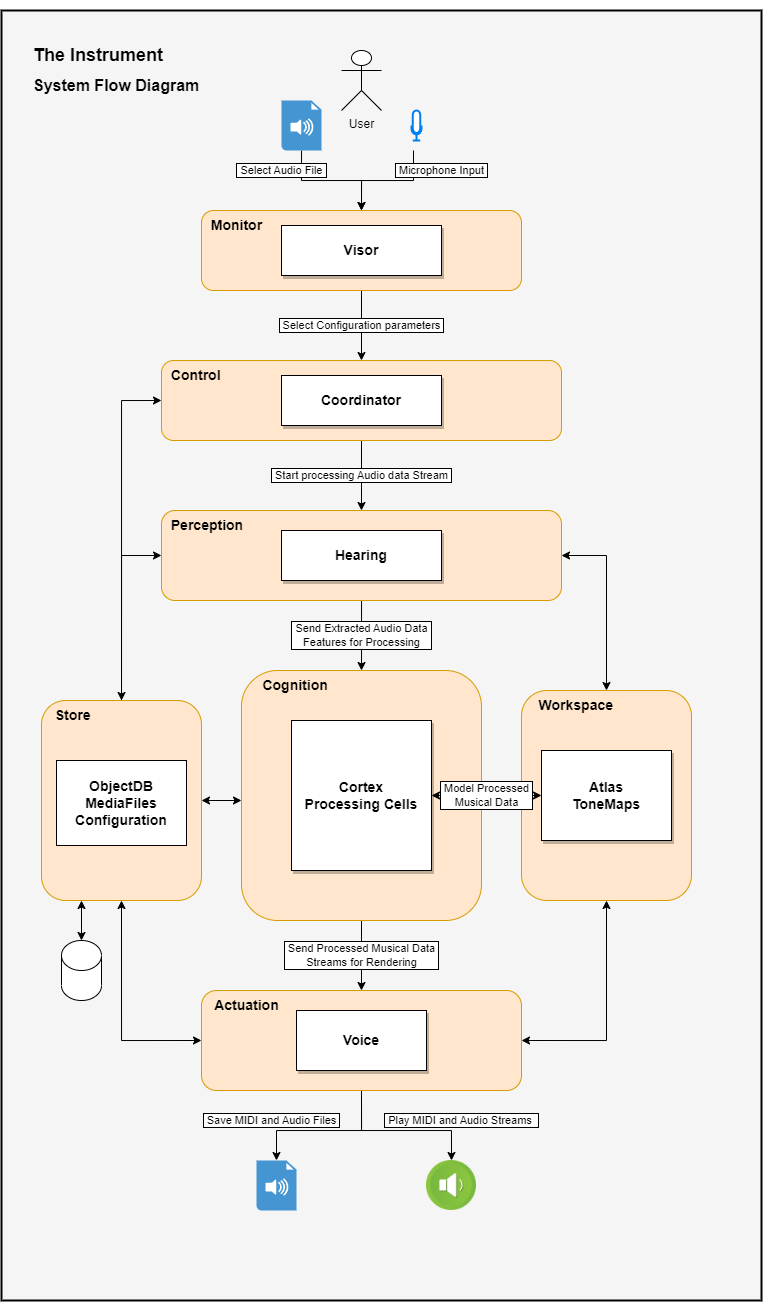 The Instrument
System Flow Diagram
User
Select Audio File
Microphone Input
Monitor
Visor
Select Configuration parameters
Control
Coordinator
Start processing Audio data Stream
Perception
Hearing
Send Extracted Audio Data
Features for Processing
Cognition
Store
Workspace
ObjectDB
MediaFiles
Configuration
Cortex
Processing Cells
Model Processed
Musical Data
Atlas
ToneMaps
Send Processed Musical Data
Streams for Rendering
Actuation
Voice
Save MIDI and Audio Files
Play MIDI and Audio Streams